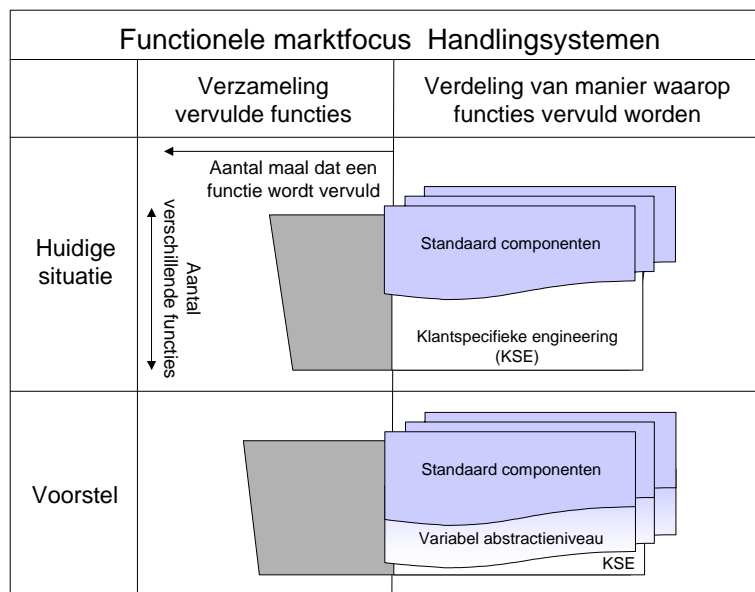 Functionele marktfocus Handlingsystemen
Verzameling
vervulde functies
Verdeling van manier waarop
functies vervuld worden
Huidige
situatie
Aantal maal dat een
functie wordt vervuld
Aantal
verschillende functies
Standaard componenten
Klantspecifieke engineering
(KSE)
Voorstel
Standaard componenten
Variabel abstractieniveau
KSE